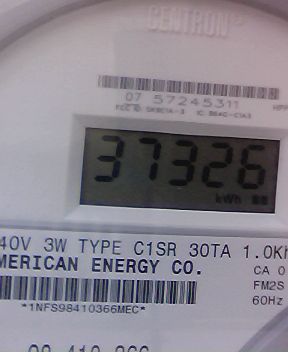 CENTRON
07 57245311
37326
kWh
40V 3W TYPE C1SR 30TA 1.0Kh
MERICAN ENERGY CO.
CA 0
FM2S
*1NFS98410366MEC*
60Hz